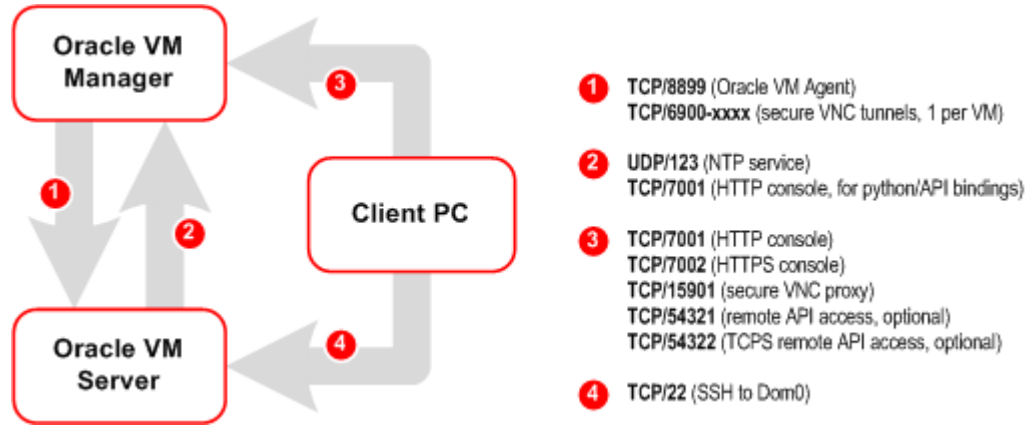 Oracle VM
Manager
3
1
2
Client PC
4
Oracle VM
Server
1 TCP/8899 (Oracle VM Agent)
TCP/6900-xxxx (secure VNC tunnels, 1 per VM)
2 UDP/123 (NTP service)
TCP/7001 (HTTP console, for python/API bindings)
3 TCP/7001 (HTTP console)
TCP/7002 (HTTPS console)
TCP/15901 (secure VNC proxy)
TCP/54321 (remote API access, optional)
TCP/54322 (TCPS remote API access, optional)
4 TCP/22 (SSH to Dom0)